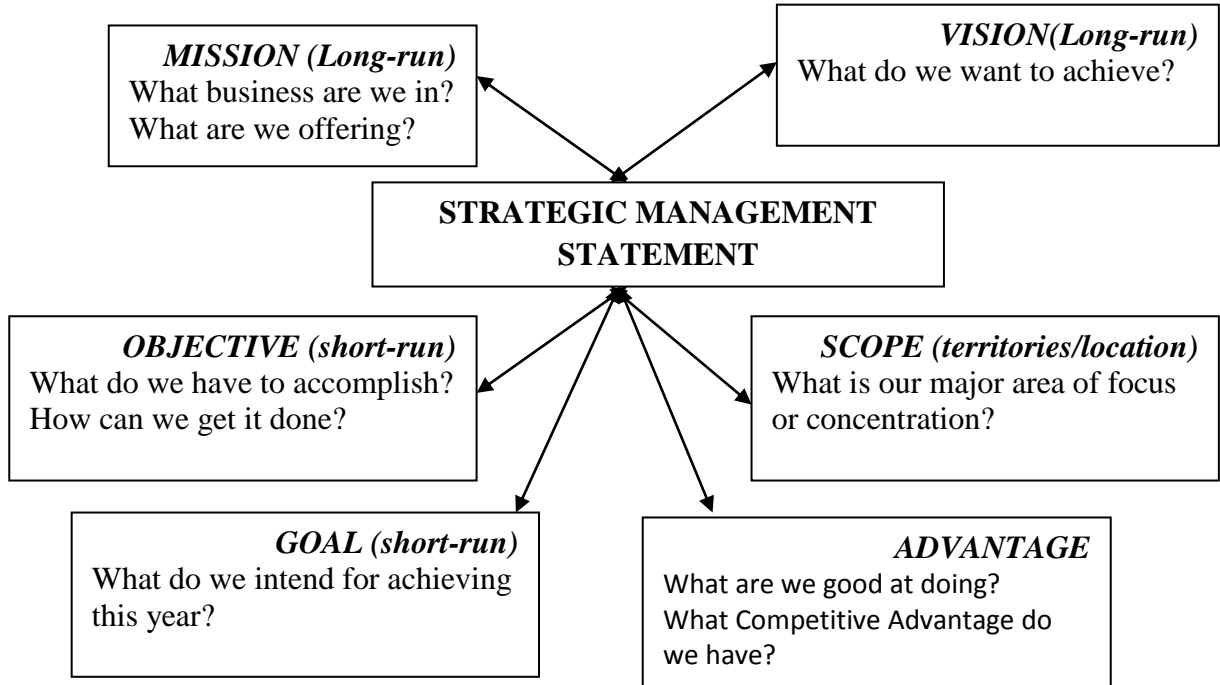 MISSION (Long-run)
What business are we in?
What are we offering?
VISION(Long-run)
What do we want to achieve?
STRATEGIC MANAGEMENT
STATEMENT
OBJECTIVE (short-run)
What do we have to accomplish?
How can we get it done?
SCOPE (territories/location)
What is our major area of focus
or concentration?
GOAL (short-run)
What do we intend for achieving
this year?
ADVANTAGE
What are we good at doing?
What Competitive Advantage do
we have?